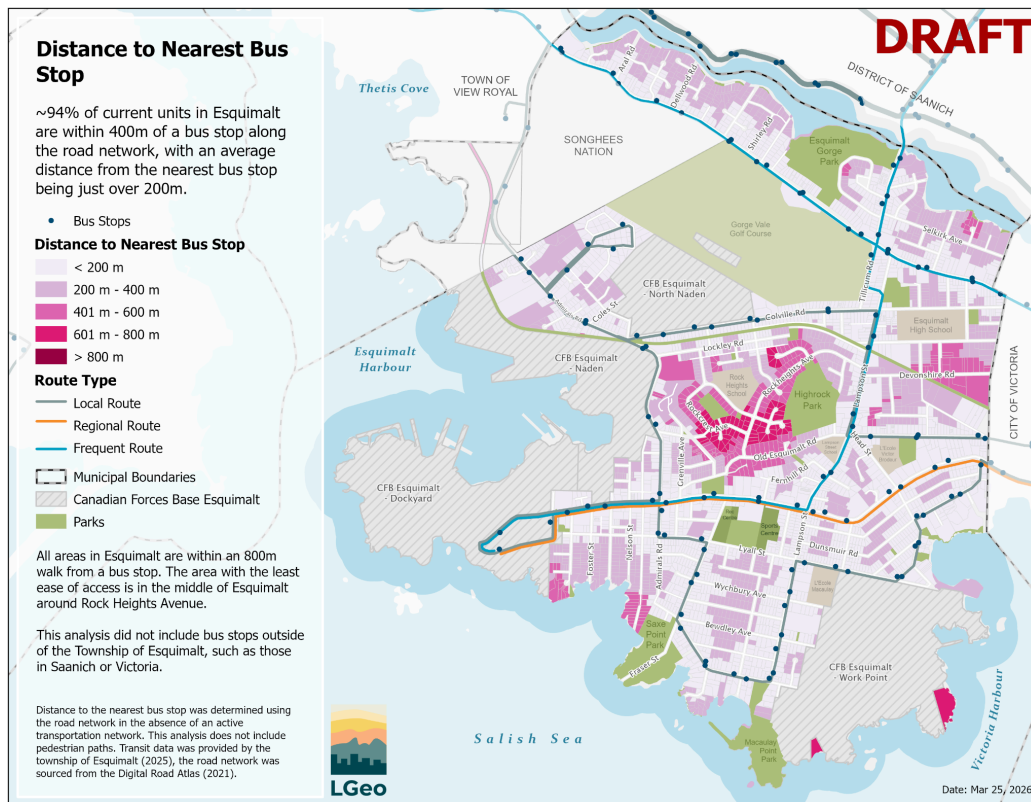 Distance to Nearest Bus
Stop
~94% of current units in Esquimalt
are within 400m of a bus stop along
the road network, with an average
distance from the nearest bus stop
being just over 200m.
Bus Stops
Distance to Nearest Bus Stop
< 200 m
200 m - 400 m
401 m - 600 m
601 m - 800 m
> 800 m
Route Type
Local Route
Regional Route
Frequent Route
Municipal Boundaries
Canadian Forces Base Esquimalt
Parks
All areas in Esquimalt are within an 800m
walk from a bus stop. The area with the least
ease of access is in the middle of Esquimalt
around Rock Heights Avenue.
This analysis did not include bus stops outside
of the Township of Esquimalt, such as those
in Saanich or Victoria.
Distance to the nearest bus stop was determined using
the road network in the absence of an active
transportation network. This analysis does not include
pedestrian paths. Transit data was provided by the
township of Esquimalt (2025), the road network was
sourced from the Digital Road Atlas (2021).
LGeo
DRAFT
DISTRICT OF SAANICH
TOWN OF
VIEW ROYAL
Thetis Cove
SONGHEES
NATION
Aral Rd
Dellwood Rd
Shirley Rd
Esquimalt
Gorge
Park
Gorge Vale
Golf Course
Selkirk Ave
Tillicum Rd
CFB Esquimalt
- North Naden
Admirals Rd
Coles St
Colville Rd
Esquimalt
High School
Lockley Rd
CFB Esquimalt
- Naden
Esquimalt
Harbour
Rock
Heights
School
Rockheights Ave
Highrock
Park
Lampson St
Devonshire Rd
CITY OF VICTORIA
Rockcrest Ave
Old Esquimalt Rd
Head St
Grenville Ave
Fernhill Rd
CFB Esquimalt
- Dockyard
Sports
Centre
Lampson St
Dunsmuir Rd
Lyall St
Foster St
Nelson St
Admirals Rd
L'Ecole
Macaulay
Wychbury Ave
Bewdley Ave
Saxe
Point
Park
Fraser St
CFB Esquimalt
- Work Point
Macaulay
Point
Park
Salish Sea
Victoria Harbour
Date: Mar 25, 2026